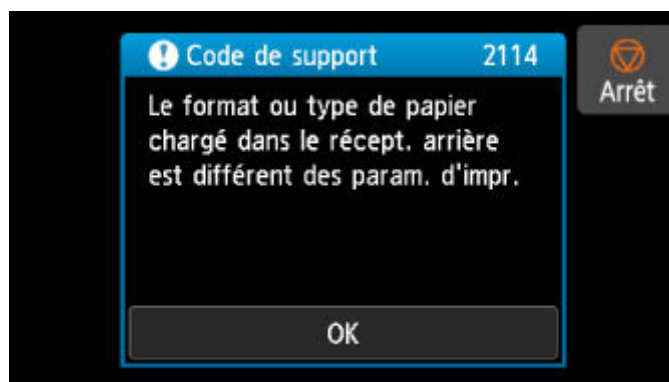 Code de support 2114
Arrêt
Le format ou type de papier
chargé dans le récept. arrière
est différent des param. d'impr.
OK